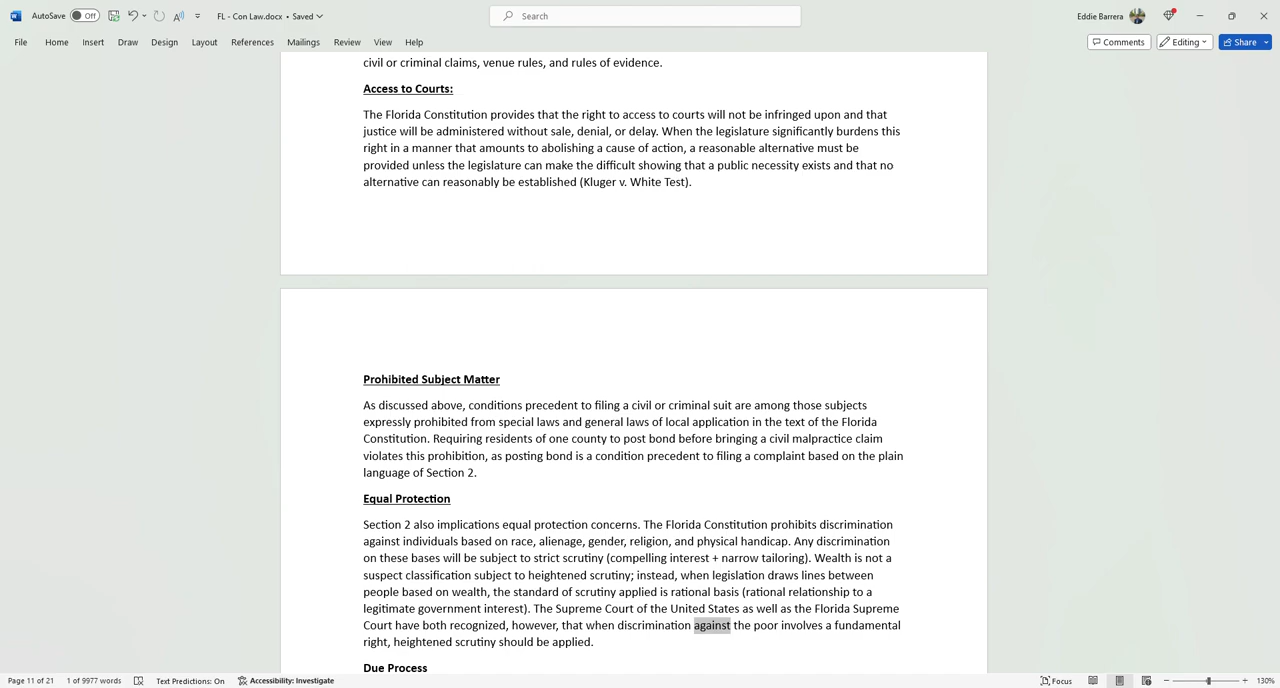 AutoSave Off FL - Con Law.docx • Saved Search Eddie Barrera
File Home Insert Draw Design Layout References Mailings Review View Help Comments Editing Share
civil or criminal claims, venue rules, and rules of evidence.
Access to Courts:
The Florida Constitution provides that the right to access to courts will not be infringed upon and that
justice will be administered without sale, denial, or delay. When the legislature significantly burdens this
right in a manner that amounts to abolishing a cause of action, a reasonable alternative must be
provided unless the legislature can make the difficult showing that a public necessity exists and that no
alternative can reasonably be established (Kluger v. White Test).
Prohibited Subject Matter
As discussed above, conditions precedent to filing a civil or criminal suit are among those subjects
expressly prohibited from special laws and general laws of local application in the text of the Florida
Constitution. Requiring residents of one county to post bond before bringing a civil malpractice claim
violates this prohibition, as posting bond is a condition precedent to filing a complaint based on the plain
language of Section 2.
Equal Protection
Section 2 also implications equal protection concerns. The Florida Constitution prohibits discrimination
against individuals based on race, alienage, gender, religion, and physical handicap. Any discrimination
on these bases will be subject to strict scrutiny (compelling interest + narrow tailoring). Wealth is not a
suspect classification subject to heightened scrutiny; instead, when legislation draws lines between
people based on wealth, the standard of scrutiny applied is rational basis (rational relationship to a
legitimate government interest). The Supreme Court of the United States as well as the Florida Supreme
Court have both recognized, however, that when discrimination against the poor involves a fundamental
right, heightened scrutiny should be applied.
Due Process
Page 11 of 21 1 of 9977 words Text Predictions: On Accessibility: Investigate Focus 130%